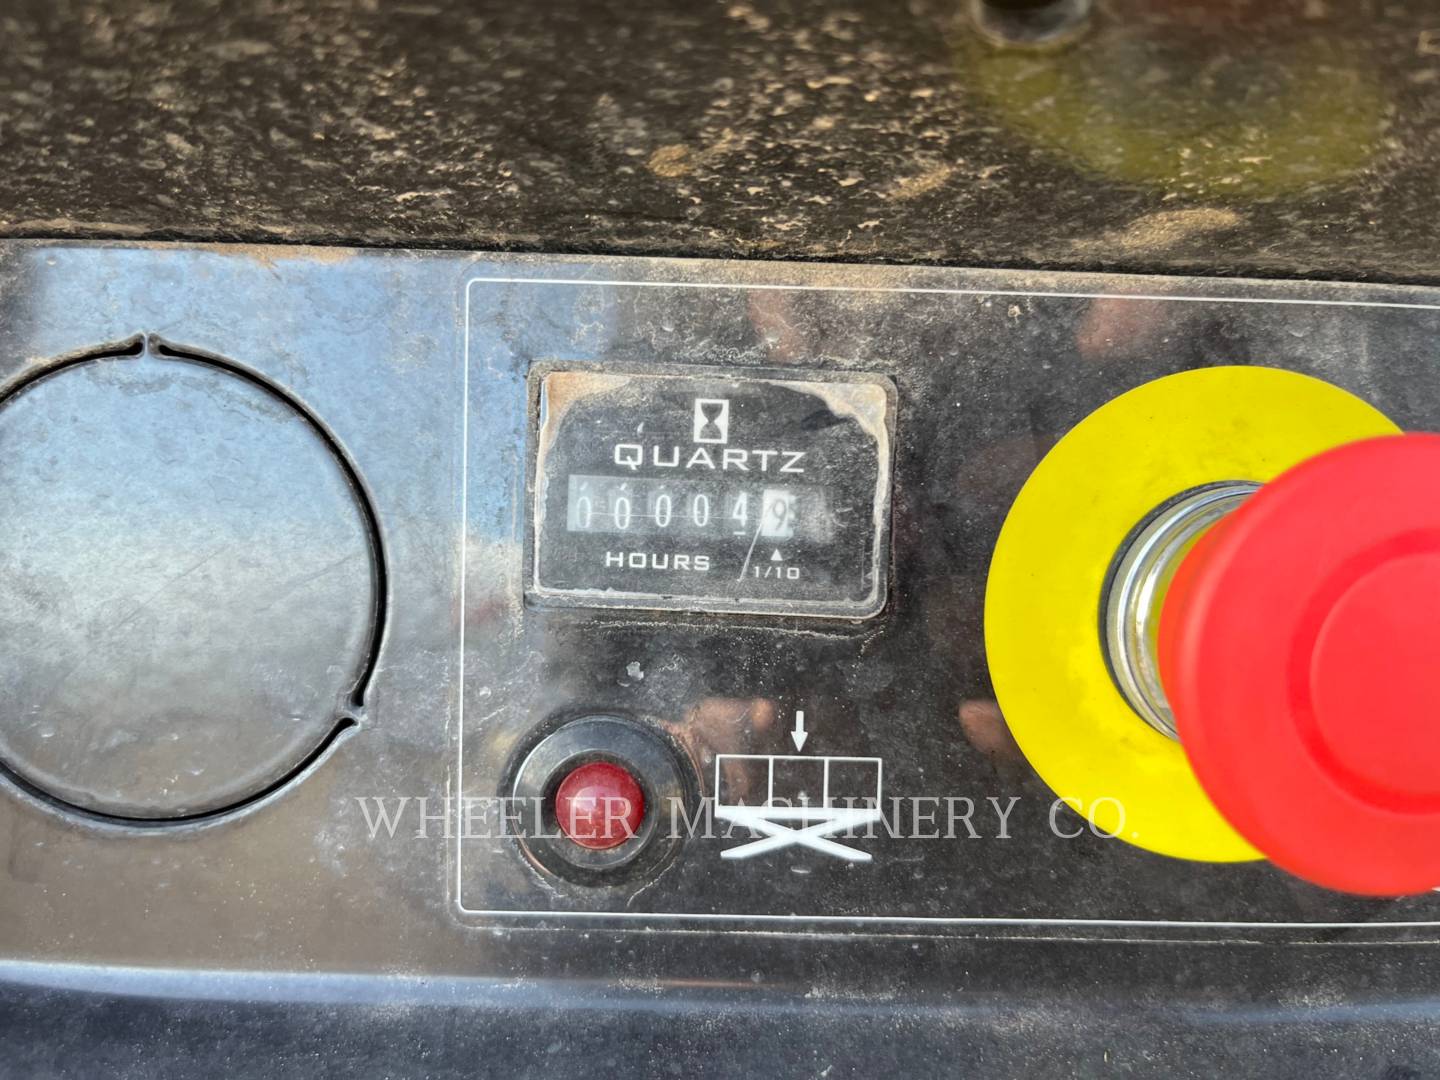 QUARTZ
000049
HOURS 1/10
WHEELER MACHINERY CO.